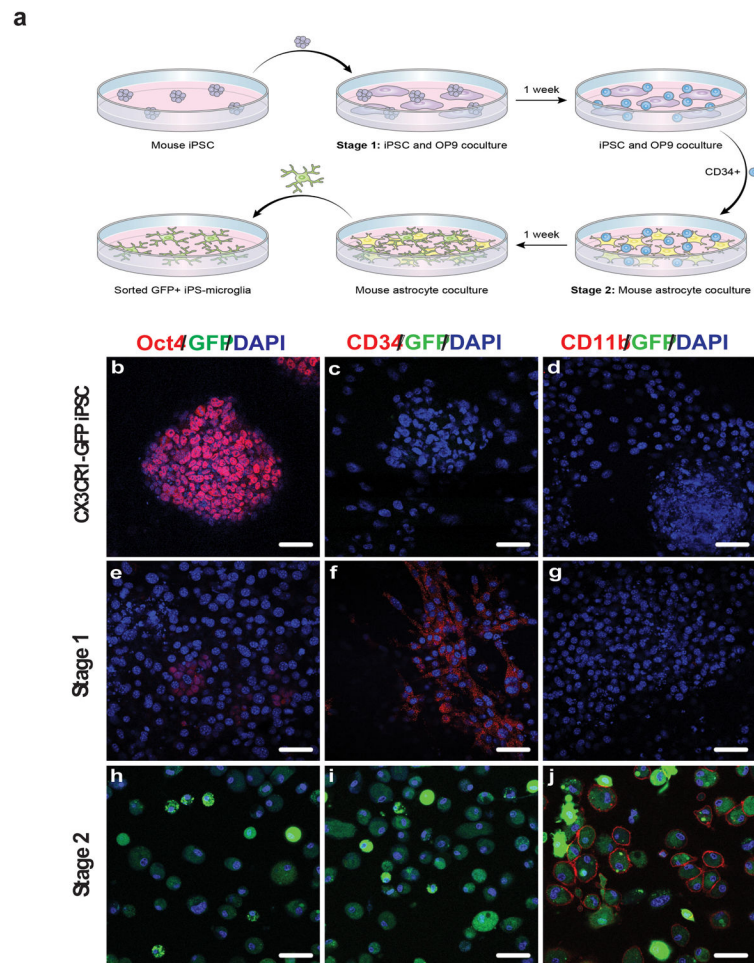 a
1 week
Mouse iPSC
Stage 1: iPSC and OP9 coculture
iPSC and OP9 coculture
CD34+
1 week
Sorted GFP+ iPS-microglia
Mouse astrocyte coculture
Stage 2: Mouse astrocyte coculture
Oct4/GFP/DAPI
CD34/GFP/DAPI
CD11b/GFP/DAPI
CX3CR1-GFP iPSC
b
c
d
Stage 1
e
f
g
Stage 2
h
i
j